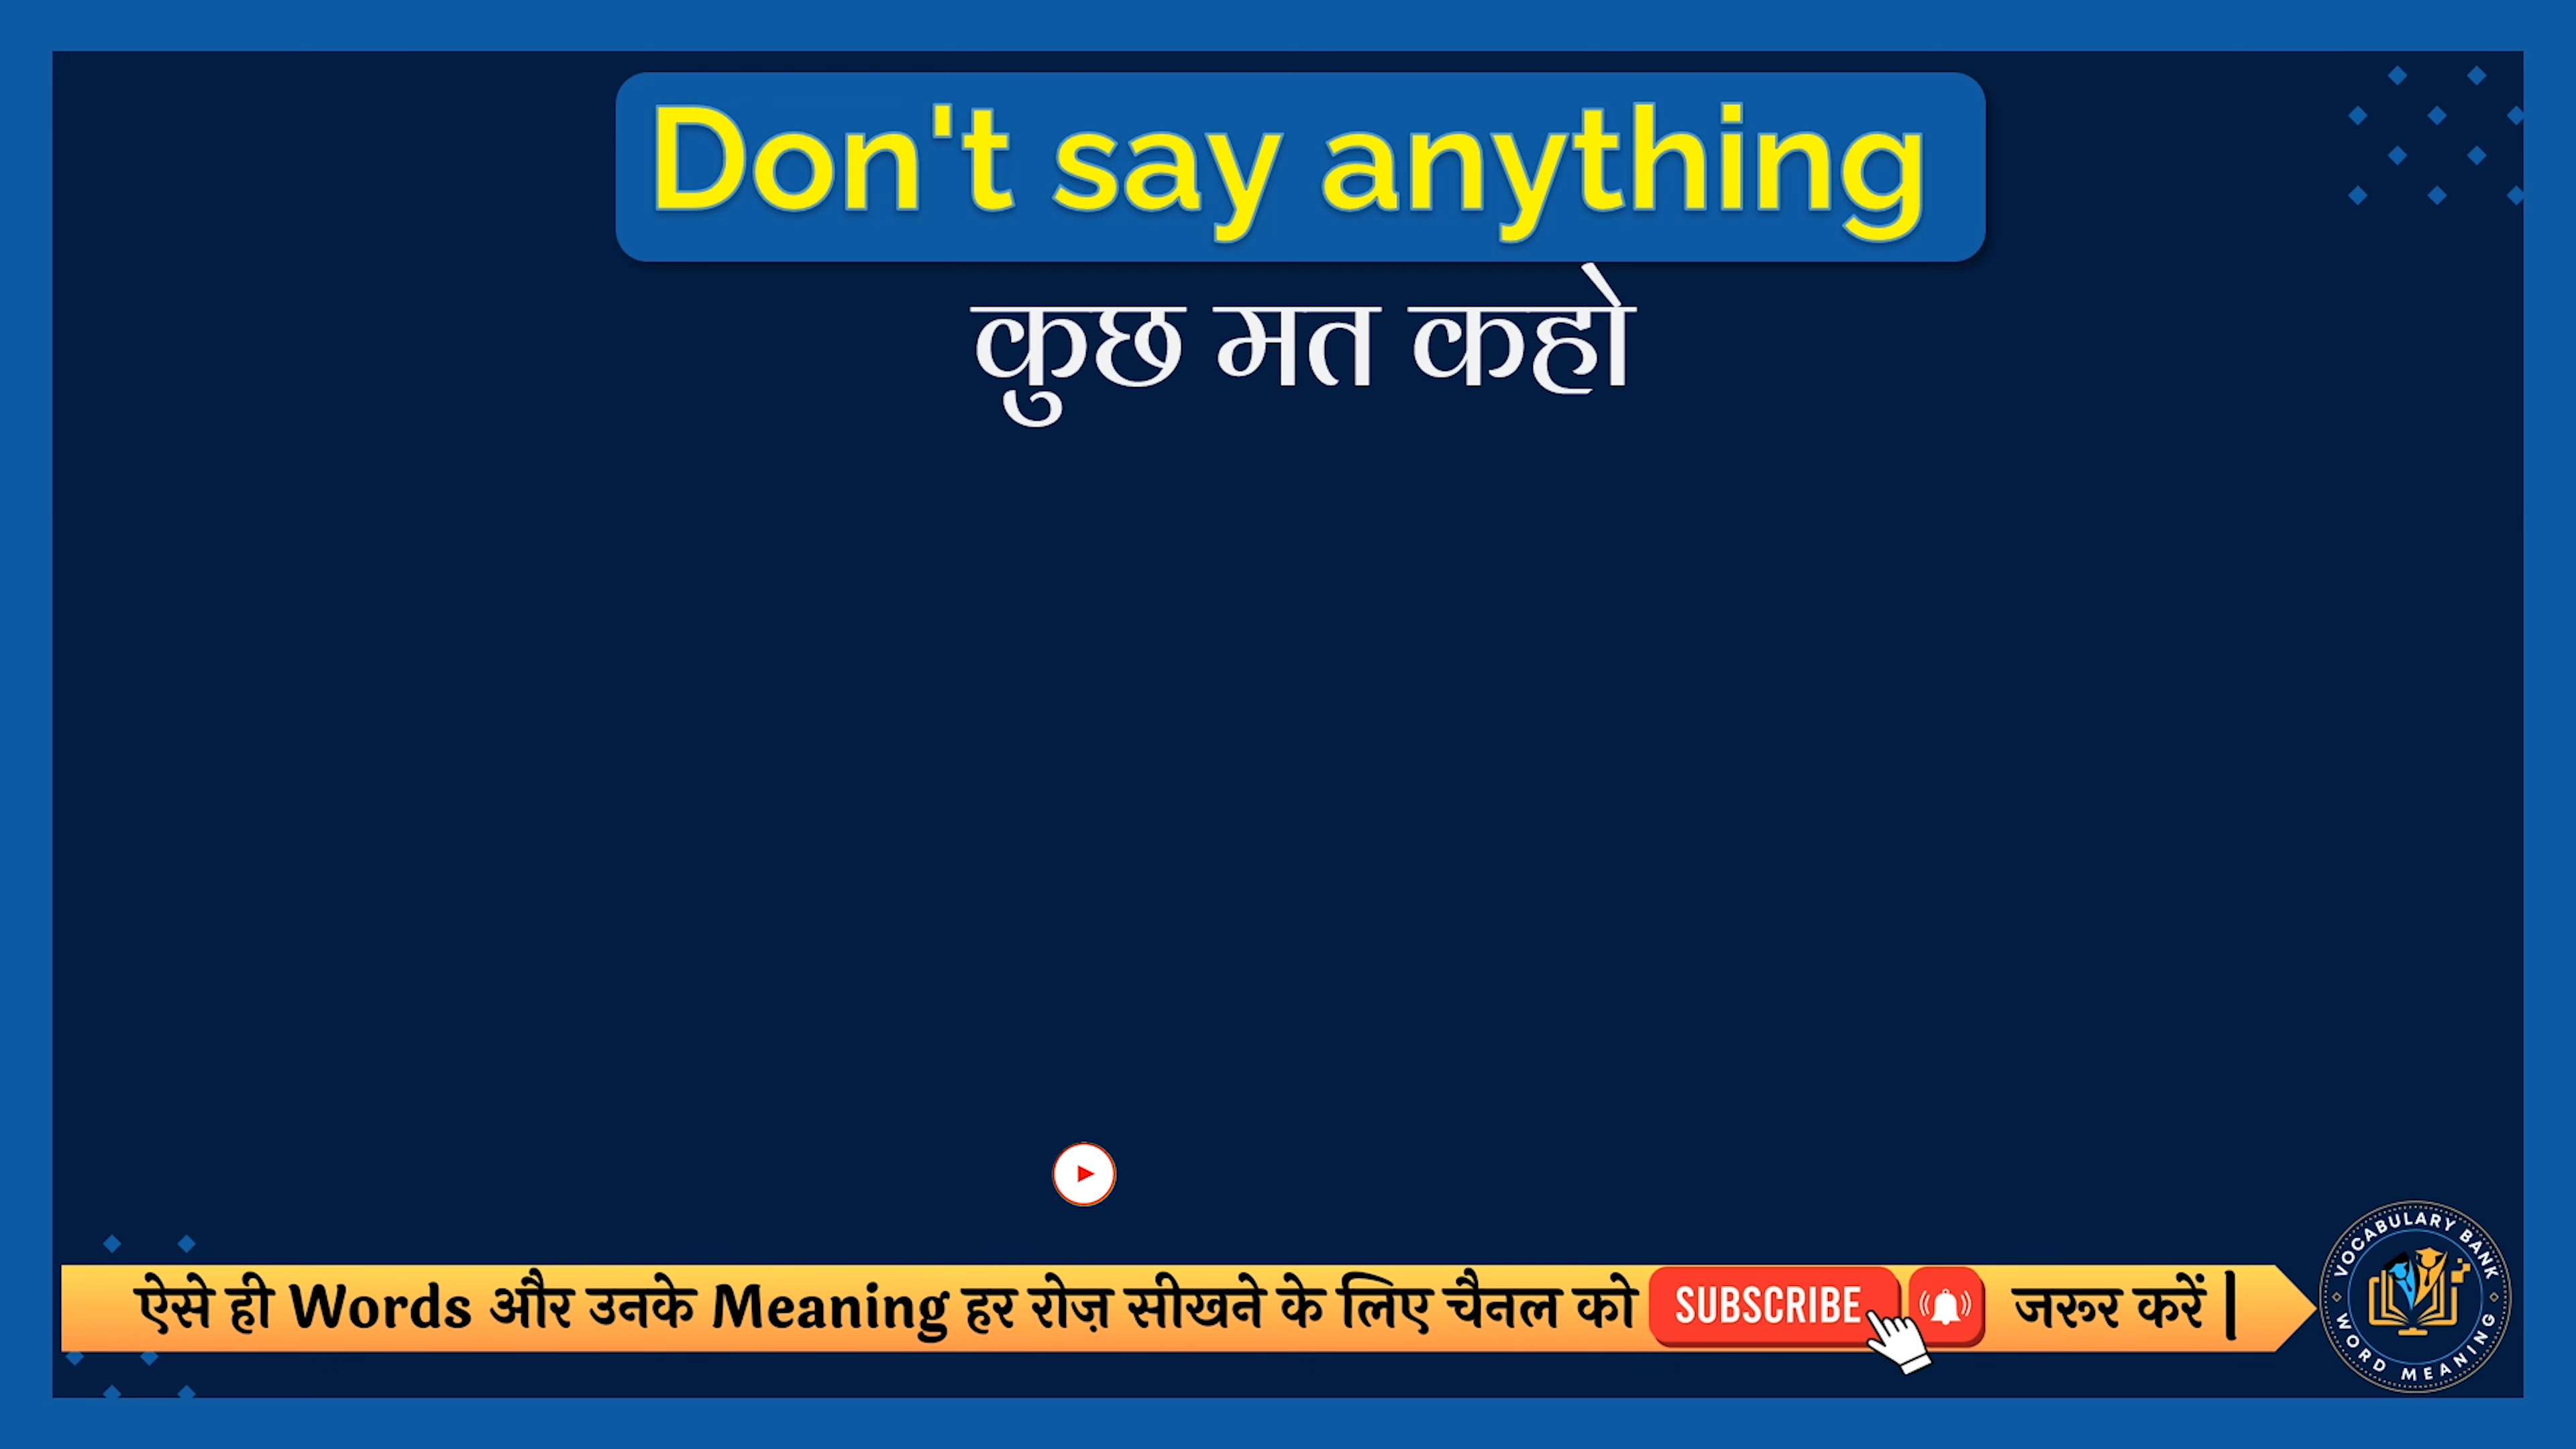 Don't say anything
कुछ मत कहो
ऐसे ही Words और उनके Meaning हर रोज़ सीखने के लिए चैनल को SUBSCRIBE जरूर करें |
VOCABULARY BANK
WORD MEANING